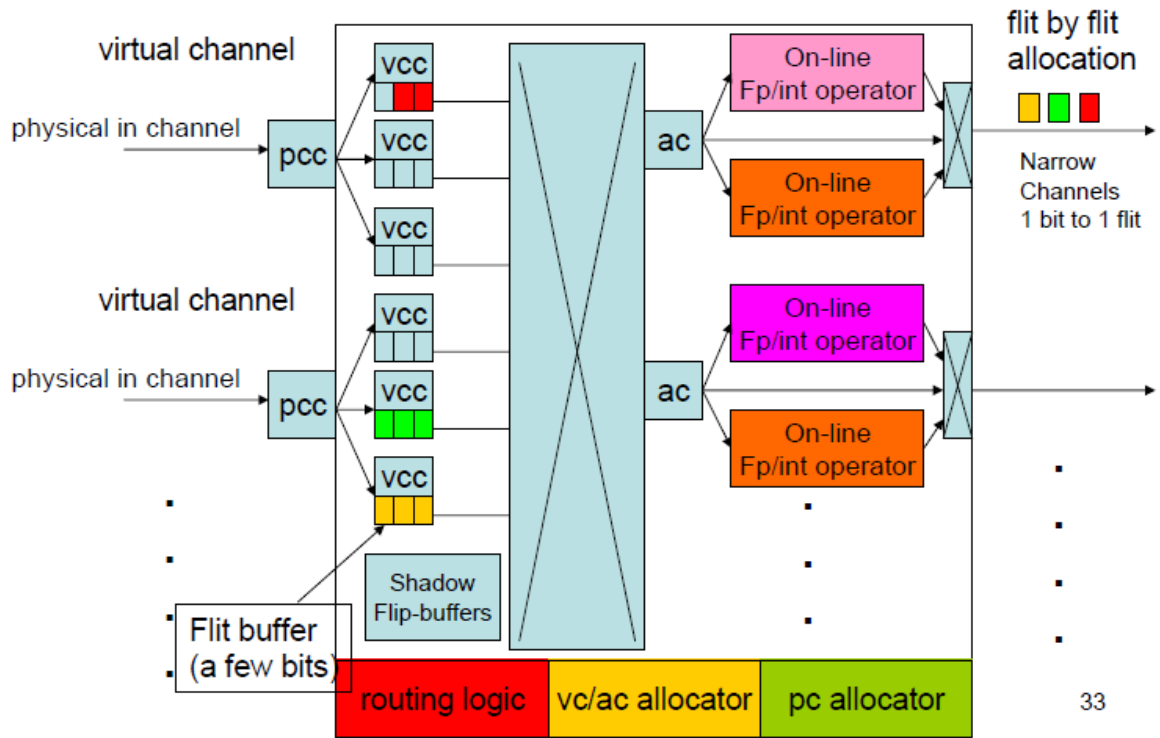 virtual channel
physical in channel
pcc
vcc
vcc
vcc
virtual channel
physical in channel
pcc
vcc
vcc
vcc
Flit buffer
(a few bits)
Shadow
Flip-buffers
ac
On-line
Fp/int operator
On-line
Fp/int operator
ac
On-line
Fp/int operator
On-line
Fp/int operator
flit by flit
allocation
Narrow
Channels
1 bit to 1 flit
routing logic
vc/ac allocator
pc allocator
33